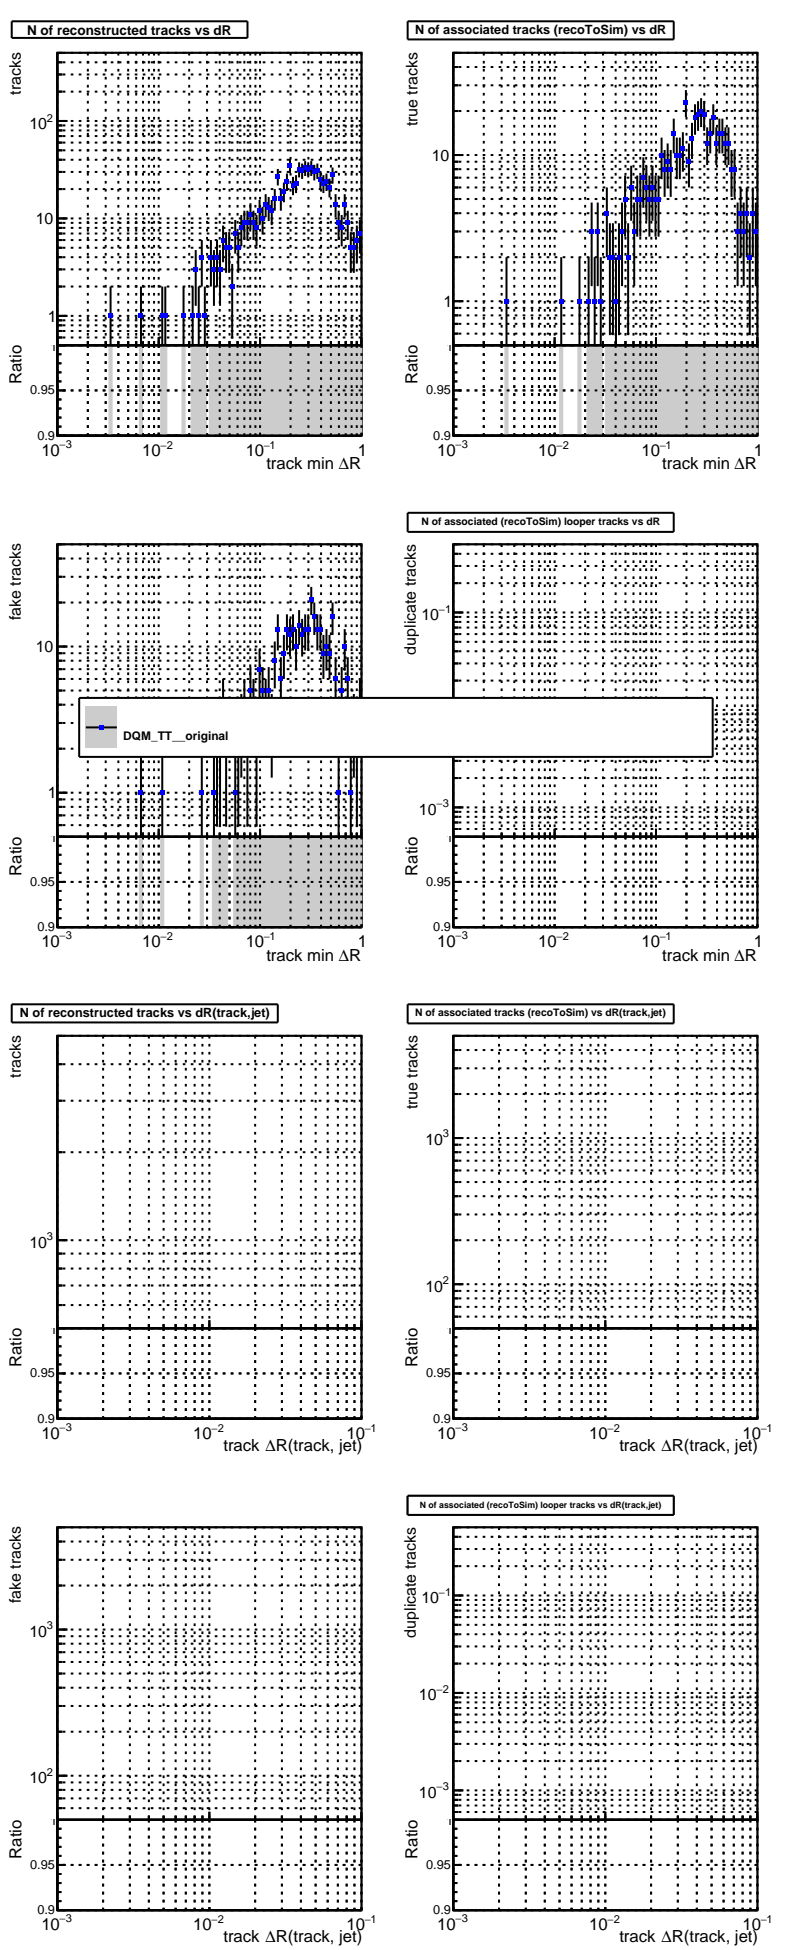 N of reconstructed tracks vs dR
tracks
10²
10
1
Ratio
1
0.95
0.9
10⁻³
10⁻²
10⁻¹
1
track min ΔR
N of associated tracks (recoToSim) vs dR
true tracks
10
1
Ratio
1
0.95
0.9
10⁻³
10⁻²
10⁻¹
1
track min ΔR
fake tracks
10
1
Ratio
1
0.95
0.9
10⁻³
10⁻²
10⁻¹
1
track min ΔR
N of associated (recoToSim) looper tracks vs dR
duplicate tracks
10⁻¹
10⁻³
Ratio
1
0.95
0.9
10⁻³
10⁻²
10⁻¹
1
track min ΔR
DQM_TT__original
N of reconstructed tracks vs dR(track,jet)
tracks
10³
Ratio
1
0.95
0.9
10⁻³
10⁻²
10⁻¹
track ΔR(track, jet)
N of associated tracks (recoToSim) vs dR(track,jet)
true tracks
10³
10²
Ratio
1
0.95
0.9
10⁻³
10⁻²
10⁻¹
track ΔR(track, jet)
fake tracks
10³
10²
Ratio
1
0.95
0.9
10⁻³
10⁻²
10⁻¹
track ΔR(track, jet)
N of associated (recoToSim) looper tracks vs dR(track,jet)
duplicate tracks
10⁻¹
10⁻²
10⁻³
Ratio
1
0.95
0.9
10⁻³
10⁻²
10⁻¹
track ΔR(track, jet)